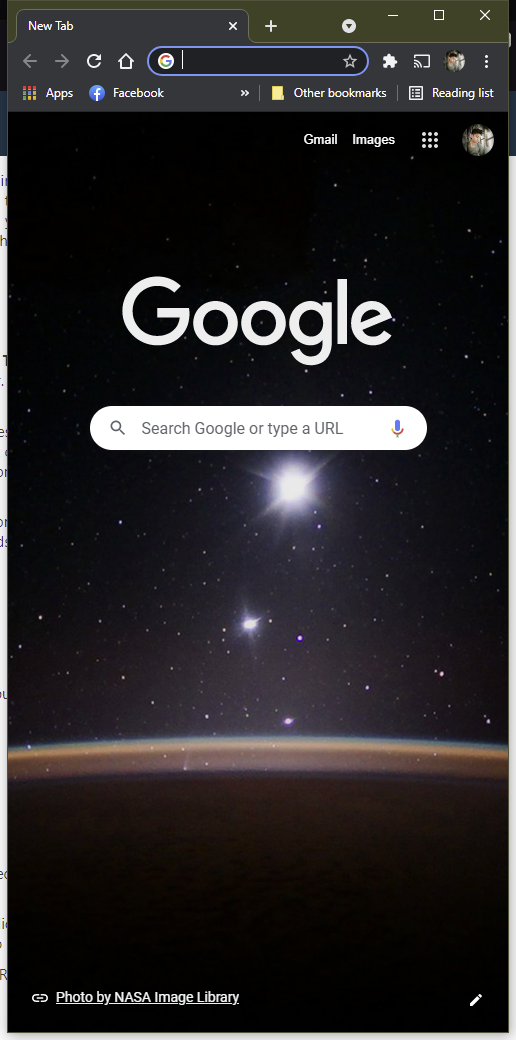 New Tab
Apps
Facebook
»
Other bookmarks
Reading list
Gmail
Images
Google
Search Google or type a URL
Photo by NASA Image Library